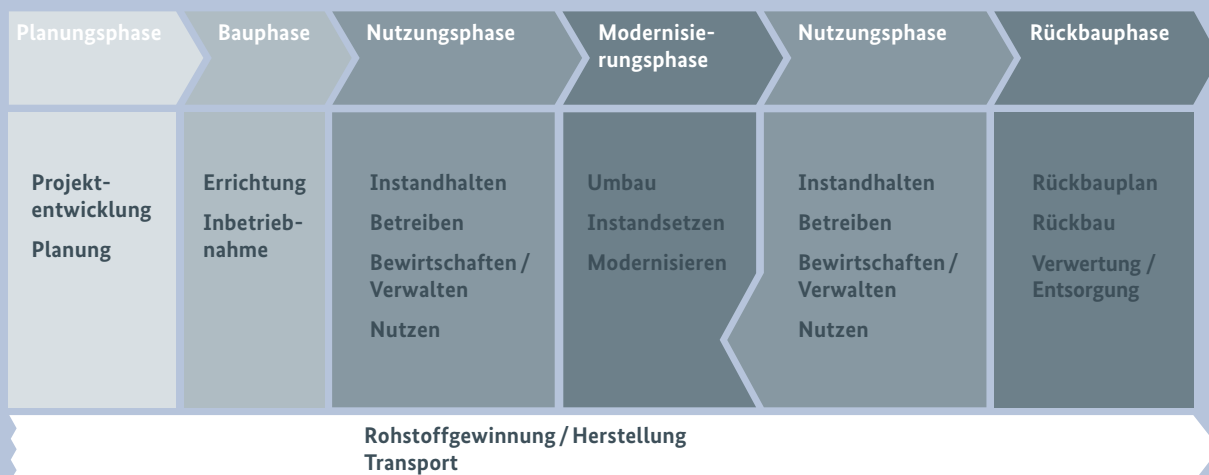 Planungsphase
Bauphase
Nutzungsphase
Modernisie-
rungsphase
Nutzungsphase
Rückbauphase
Projekt-
entwicklung
Planung
Errichtung
Inbetrieb-
nahme
Instandhalten
Betreiben
Bewirtschaften /
Verwalten
Nutzen
Umbau
Instandsetzen
Modernisieren
Instandhalten
Betreiben
Bewirtschaften /
Verwalten
Nutzen
Rückbauplan
Rückbau
Verwertung /
Entsorgung
Rohstoffgewinnung / Herstellung
Transport